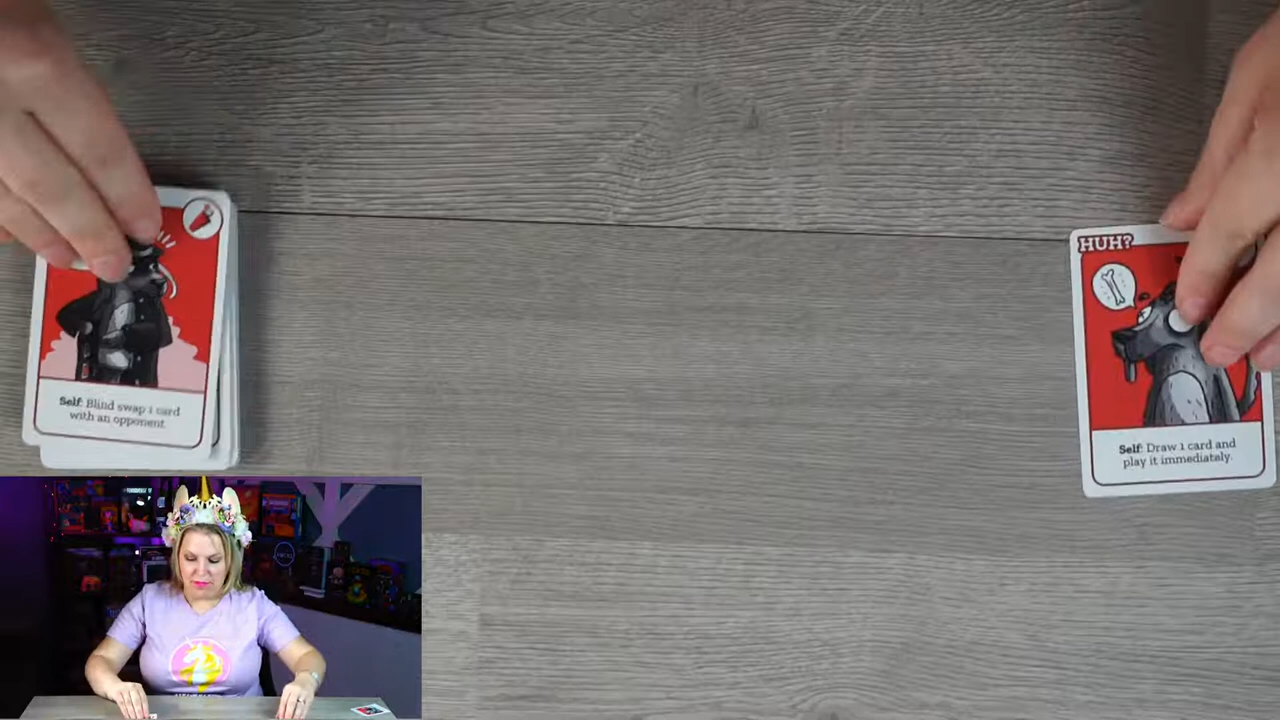 Self: Blind swap 1 card
with an opponent.
HUH?
Self: Draw 1 card and
play it immediately.